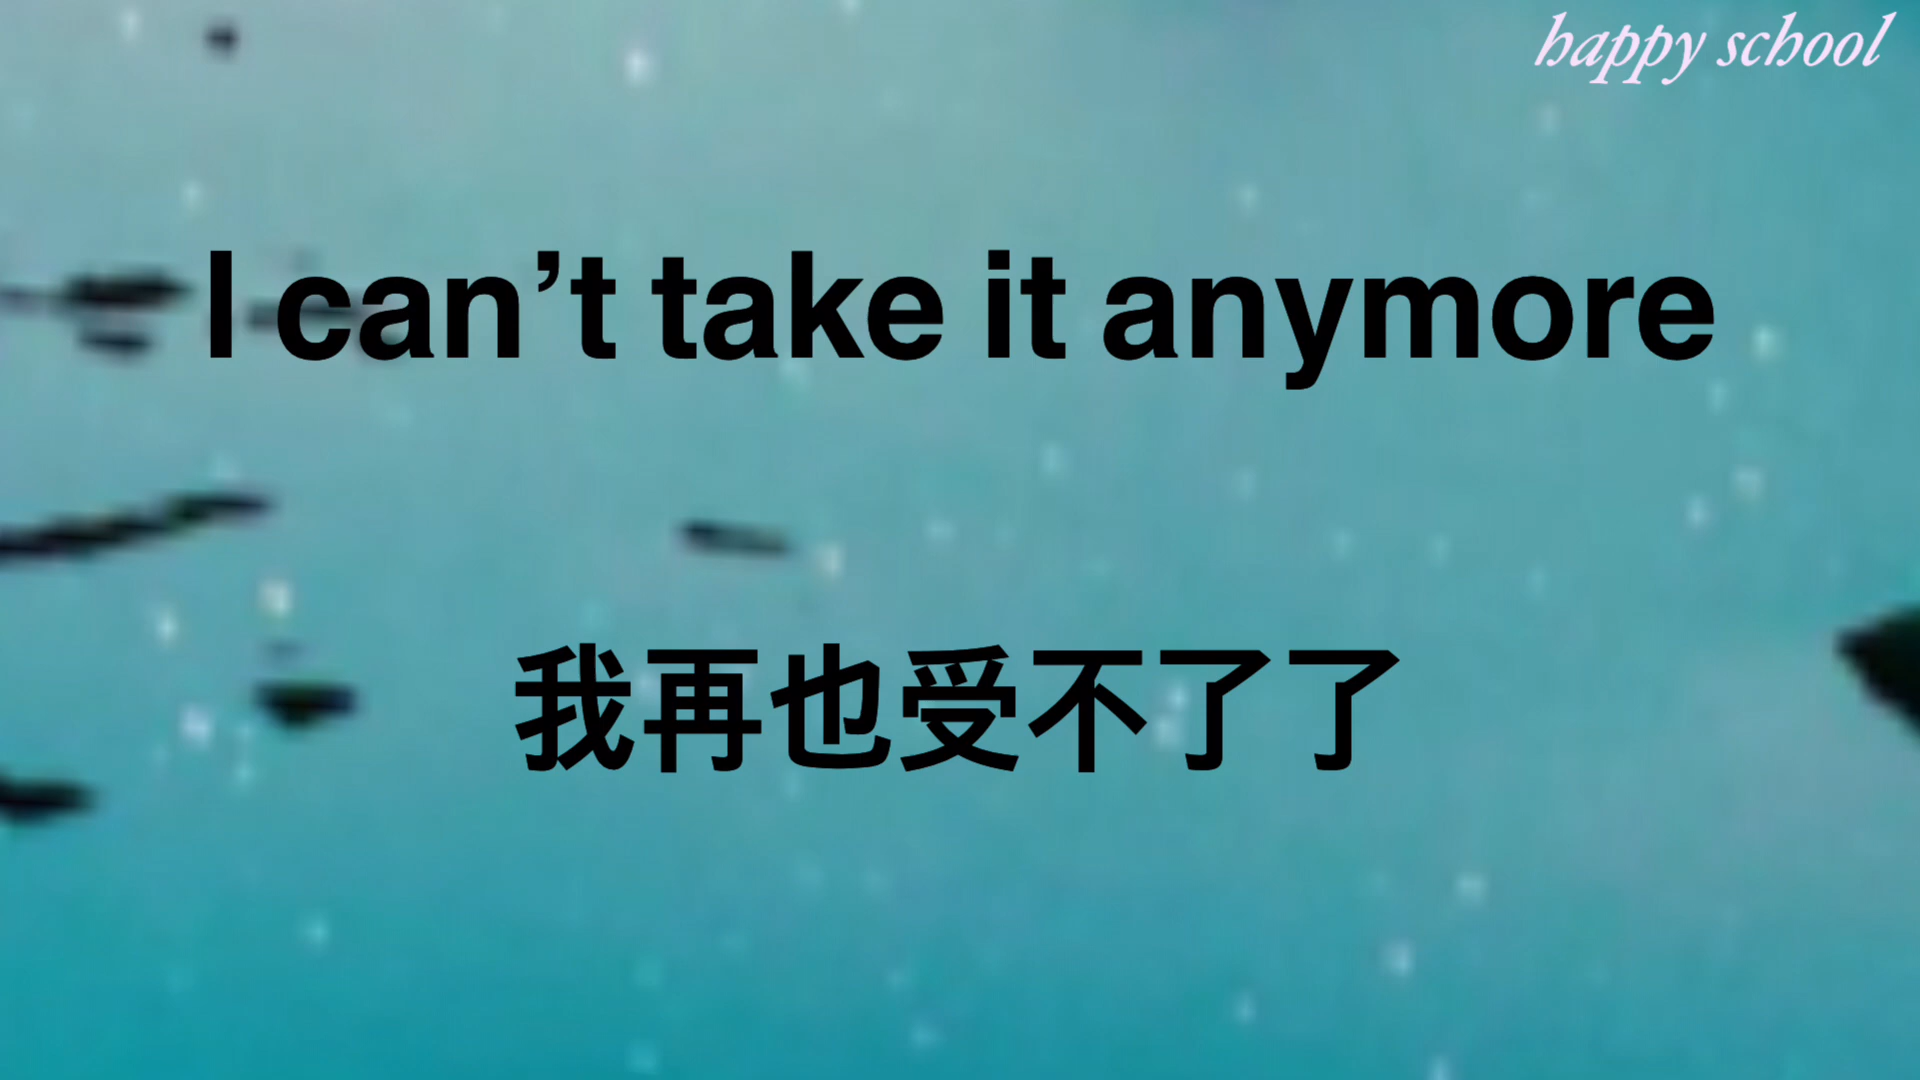 happy school
I can’t take it anymore
我再也受不了了